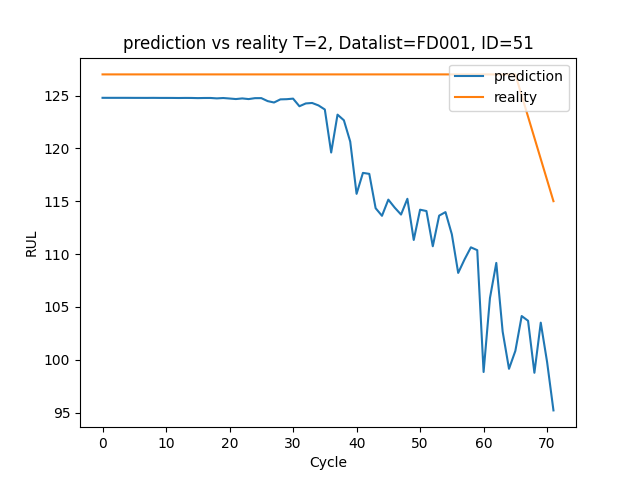 prediction vs reality T=2, Datalist=FD001, ID=51
prediction
reality
125
120
115
110
105
100
95
RUL
0 10 20 30 40 50 60 70
Cycle